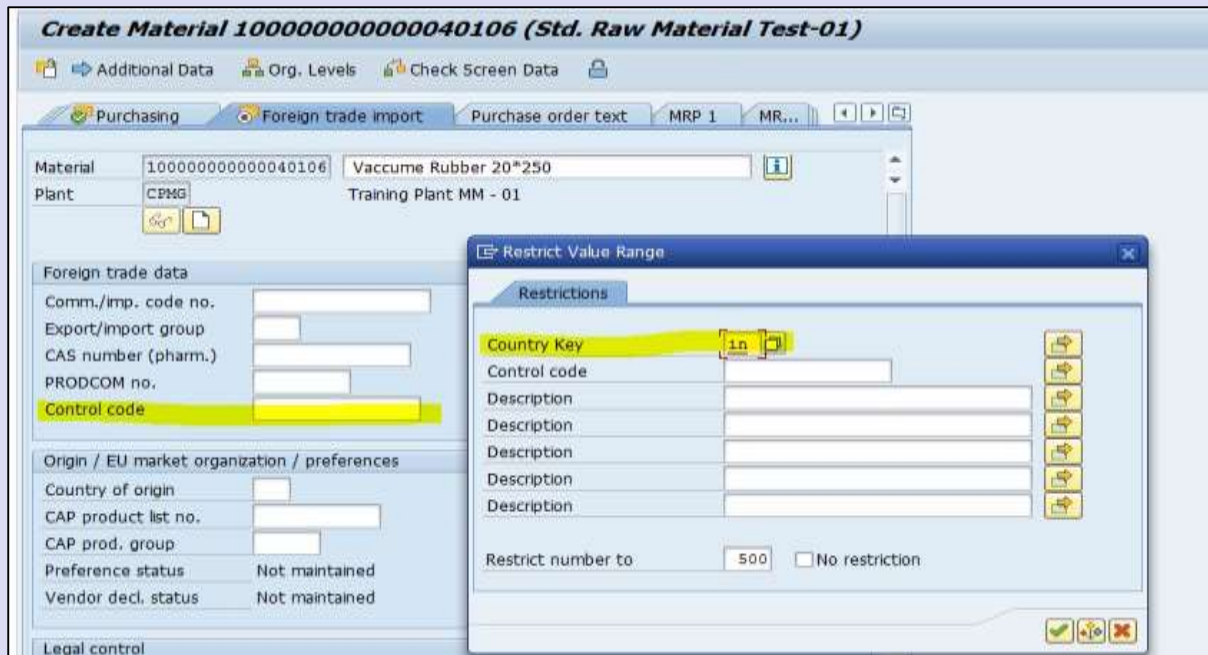 Create Material 100000000000040106 (Std. Raw Material Test-01)
Additional Data Org. Levels Check Screen Data
Purchasing Foreign trade import Purchase order text MRP 1 MR...
Material 100000000000040106 Vaccume Rubber 20*250
Plant CPMG Training Plant MM - 01
Foreign trade data
Comm./imp. code no.
Export/import group
CAS number (pharm.)
PRODCOM no.
Control code
Origin / EU market organization / preferences
Country of origin
CAP product list no.
CAP prod. group
Preference status Not maintained
Vendor decl. status Not maintained
Legal control
Restrict Value Range
Restrictions
Country Key in
Control code
Description
Description
Description
Description
Description
Restrict number to 500 No restriction